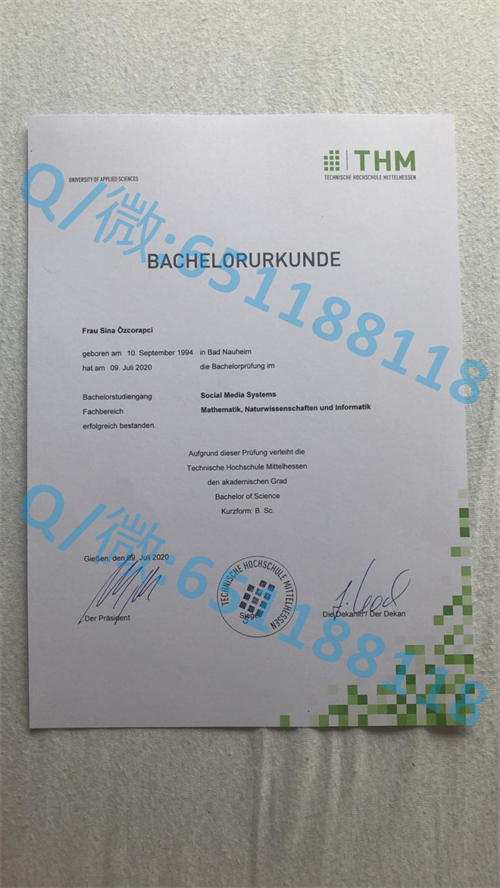 THM
UNIVERSITY OF APPLIED SCIENCES
TECHNISCHE HOCHSCHULE MITTELHESSEN
Q/微:651188118
BACHELORURKUNDE
Frau Sina Özcorapci
geboren am 10. September 1994 in Bad Nauheim
hat am 09. Juli 2020 die Bachelorprüfung im
Bachelorstudiengang Social Media Systems
Fachbereich Mathematik, Naturwissenschaften und Informatik
erfolgreich bestanden.
Aufgrund dieser Prüfung verleiht die
Technische Hochschule Mittelhessen
den akademischen Grad
Bachelor of Science
Kurzform: B. Sc.
Q/微:651188118
Gießen, den 09. Juli 2020
TECHNISCHE HOCHSCHULE MITTELHESSEN
Der Präsident Siegel Die Dekanin / Der Dekan